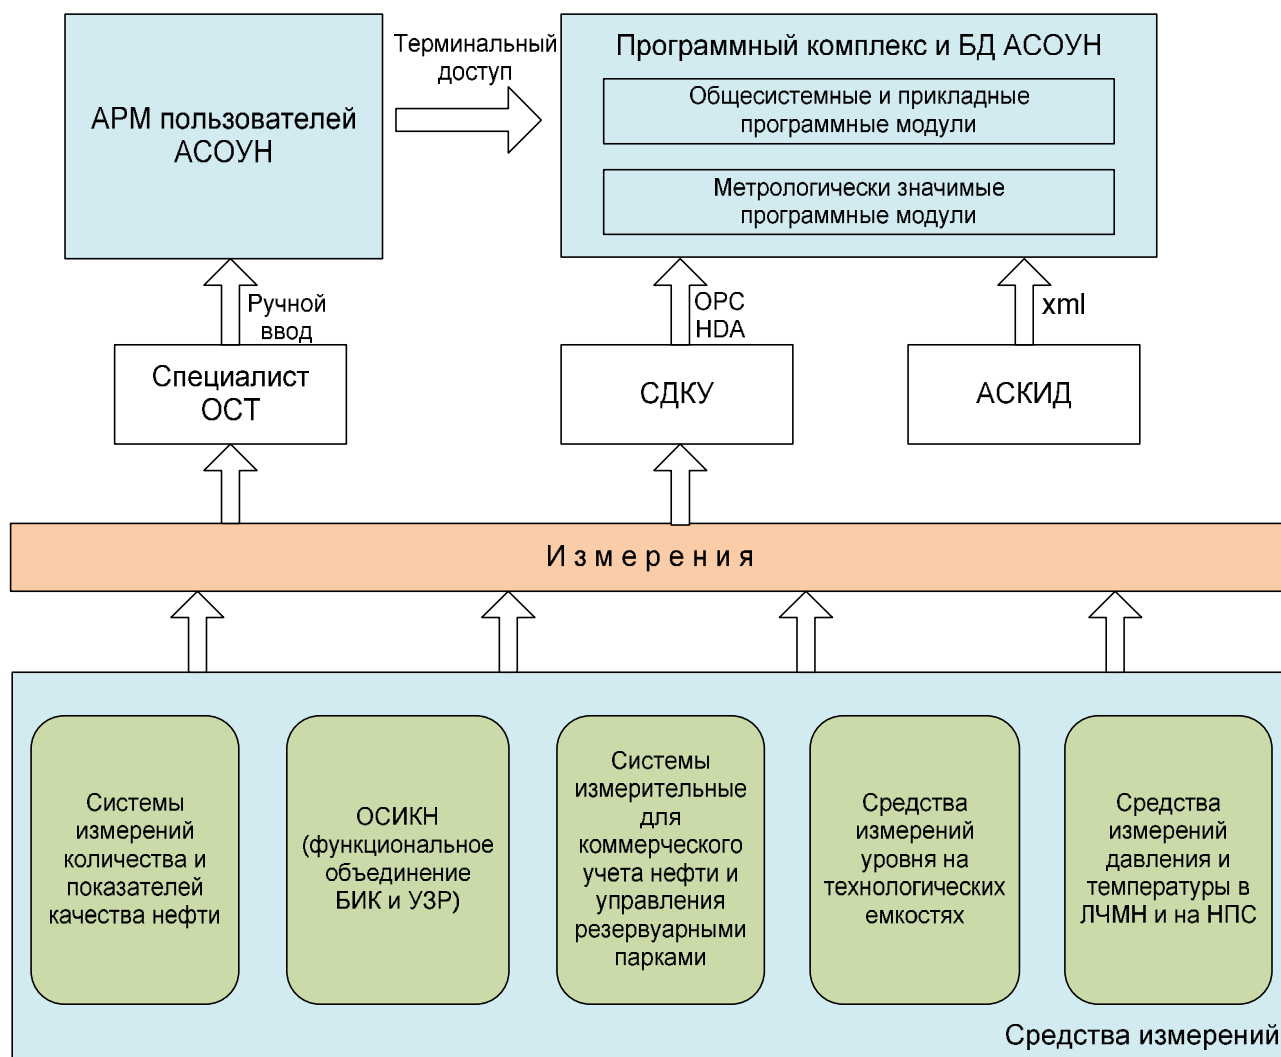 АРМ пользователей
АСОУН
Терминальный
доступ
Программный комплекс и БД АСОУН
Общесистемные и прикладные
программные модули
Метрологически значимые
программные модули
Ручной
ввод
OPC
HDA
xml
Специалист
ОСТ
СДКУ
АСКИД
Измерения
Системы
измерений
количества и
показателей
качества нефти
ОСИКН
(функциональное
объединение
БИК и УЗР)
Системы
измерительные
для
коммерческого
учета нефти и
управления
резервуарными
парками
Средства
измерений
уровня на
технологических
емкостях
Средства
измерений
давления и
температуры в
ЛЧМН и на НПС
Средства измерений